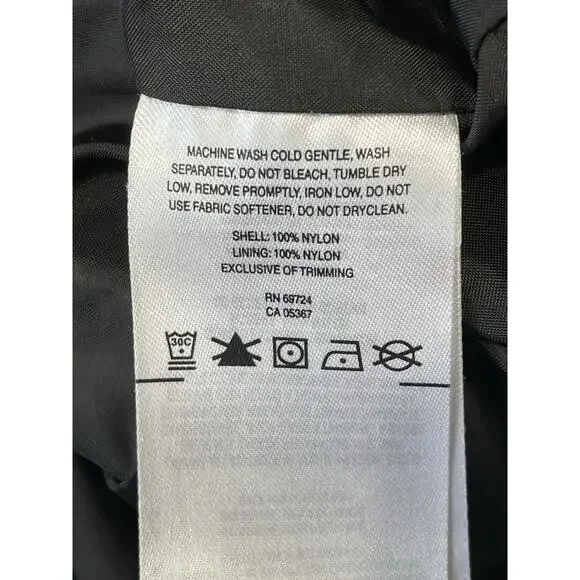 MACHINE WASH COLD GENTLE, WASH
SEPARATELY, DO NOT BLEACH, TUMBLE DRY
LOW, REMOVE PROMPTLY, IRON LOW, DO NOT
USE FABRIC SOFTENER, DO NOT DRYCLEAN.
SHELL: 100% NYLON
LINING: 100% NYLON
EXCLUSIVE OF TRIMMING
RN 69724
CA 05367
30C